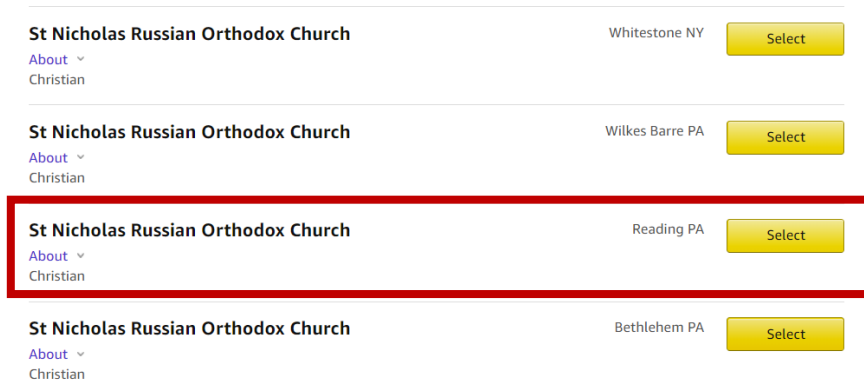 St Nicholas Russian Orthodox Church Whitestone NY Select
About
Christian
St Nicholas Russian Orthodox Church Wilkes Barre PA Select
About
Christian
St Nicholas Russian Orthodox Church Reading PA Select
About
Christian
St Nicholas Russian Orthodox Church Bethlehem PA Select
About
Christian